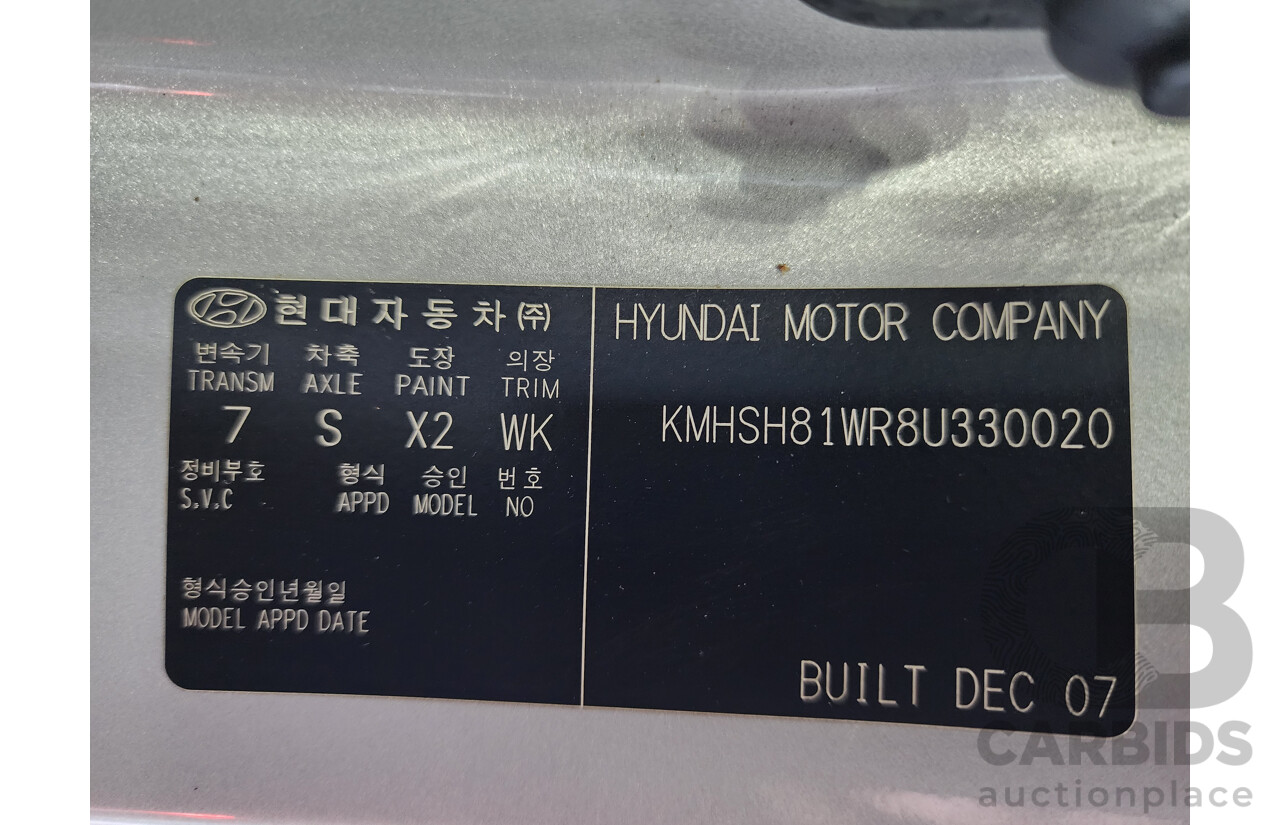 현대자동차(주)
변속기 차축 도장 의장
TRANSM AXLE PAINT TRIM
7 S X2 WK
정비부호 형식 승인 번호
S.V.C APPD MODEL NO
형식승인년월일
MODEL APPD DATE
HYUNDAI MOTOR COMPANY
KMHSH81WR8U330020
BUILT DEC 07
CB
CARBIDS
auctionplace